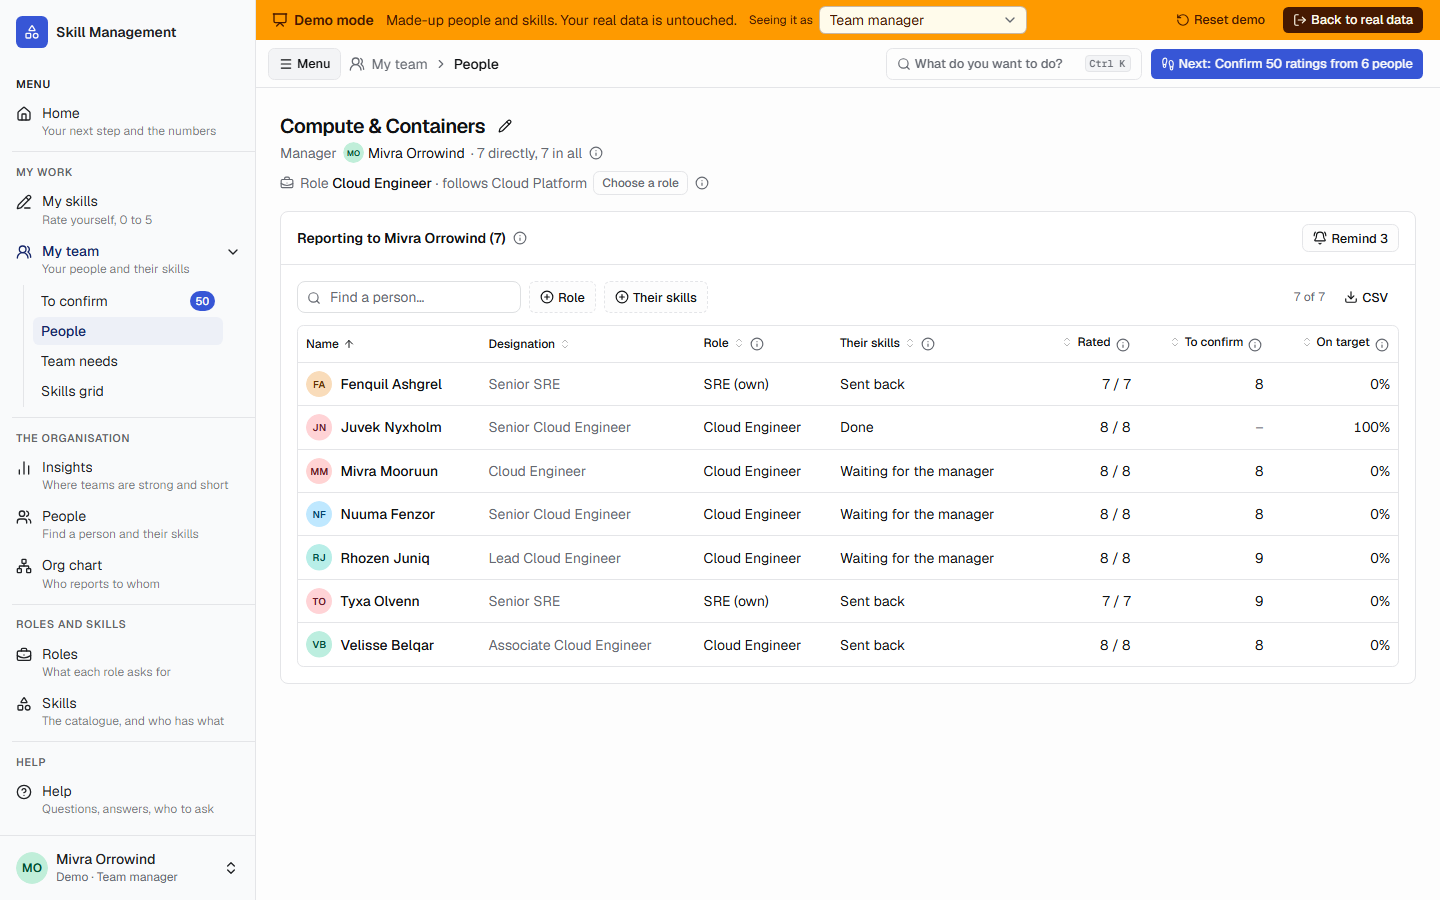 Skill Management
MENU
Home
Your next step and the numbers
MY WORK
My skills
Rate yourself, 0 to 5
My team
Your people and their skills
To confirm 50
People
Team needs
Skills grid
THE ORGANISATION
Insights
Where teams are strong and short
People
Find a person and their skills
Org chart
Who reports to whom
ROLES AND SKILLS
Roles
What each role asks for
Skills
The catalogue, and who has what
HELP
Help
Questions, answers, who to ask
MO Mivra Orrowind
Demo · Team manager
Demo mode Made-up people and skills. Your real data is untouched. Seeing it as Team manager Reset demo Back to real data
Menu My team People What do you want to do? Ctrl K Next: Confirm 50 ratings from 6 people
Compute & Containers
Manager MO Mivra Orrowind · 7 directly, 7 in all
Role Cloud Engineer · follows Cloud Platform Choose a role
Reporting to Mivra Orrowind (7) Remind 3
Find a person... Role Their skills 7 of 7 CSV
Name Designation Role Their skills Rated To confirm On target
FA Fenquil Ashgrel Senior SRE SRE (own) Sent back 7 / 7 8 0%
JN Juvek Nyxholm Senior Cloud Engineer Cloud Engineer Done 8 / 8 – 100%
MM Mivra Mooruun Cloud Engineer Cloud Engineer Waiting for the manager 8 / 8 8 0%
NF Nuuma Fenzor Senior Cloud Engineer Cloud Engineer Waiting for the manager 8 / 8 8 0%
RJ Rhozen Juniq Lead Cloud Engineer Cloud Engineer Waiting for the manager 8 / 8 9 0%
TO Tyxa Olvenn Senior SRE SRE (own) Sent back 7 / 7 9 0%
VB Velisse Belqar Associate Cloud Engineer Cloud Engineer Sent back 8 / 8 8 0%